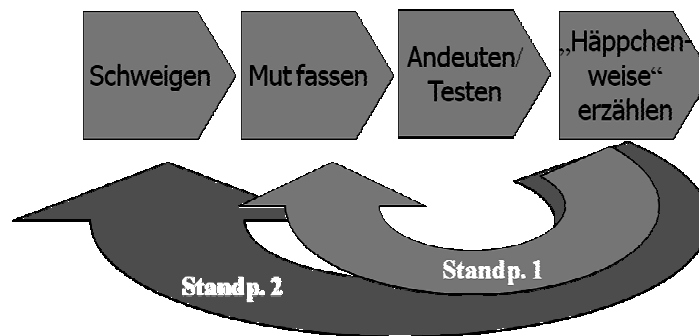 Schweigen
Mut fassen
Andeuten/
Testen
„Häppchen-
weise“
erzählen
Standp. 1
Standp. 2